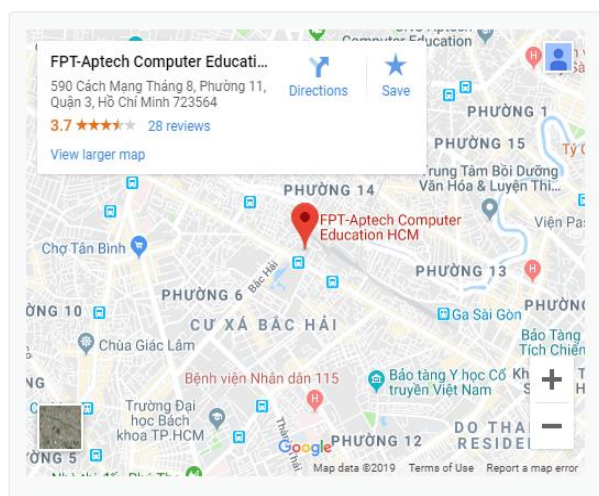 Computer Education
FPT-Aptech Computer Educati...
590 Cách Mạng Tháng 8, Phường 11,
Quận 3, Hồ Chí Minh 723564
3.7
28 reviews
View larger map
Directions
Save
PHƯỜNG 1
PHƯỜNG 15
Trung Tâm Bồi Dưỡng
Văn Hóa & Luyện Thi...
PHƯỜNG 14
FPT-Aptech Computer
Education HCM
Viện Pas
Chợ Tân Bình
Bắc Hải
PHƯỜNG 13
PHƯỜNG 6
ỜNG 10
Ga Sài Gòn
PHƯỜN
CƯ XÁ BẮC HẢI
Bảo Tàng
Tích Chiến
Chùa Giác Lâm
Bệnh viện Nhân dân 115
Bảo tàng Y học Cổ
truyền Việt Nam
Trường Đại
học Bách
khoa TP.HCM
DO THA
RESIDE
PHƯỜNG 12
ỜNG 5
Google
Map data ©2019
Terms of Use
Report a map error